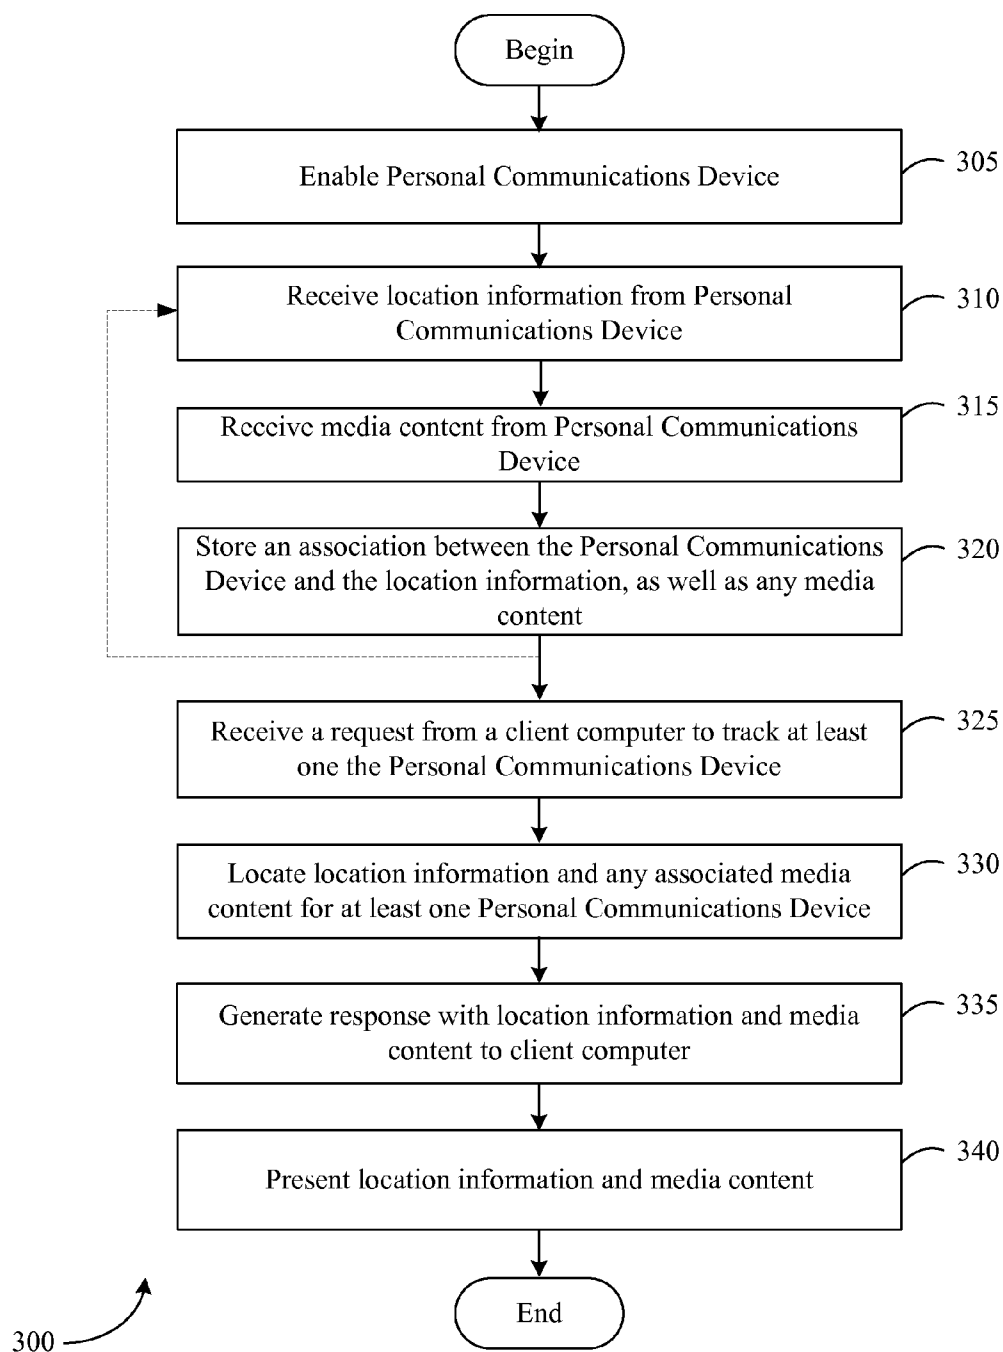 Begin
Enable Personal Communications Device
305
Receive location information from Personal
Communications Device
310
Receive media content from Personal Communications
Device
315
Store an association between the Personal Communications
Device and the location information, as well as any media
content
320
Receive a request from a client computer to track at least
one the Personal Communications Device
325
Locate location information and any associated media
content for at least one Personal Communications Device
330
Generate response with location information and media
content to client computer
335
Present location information and media content
340
End
300